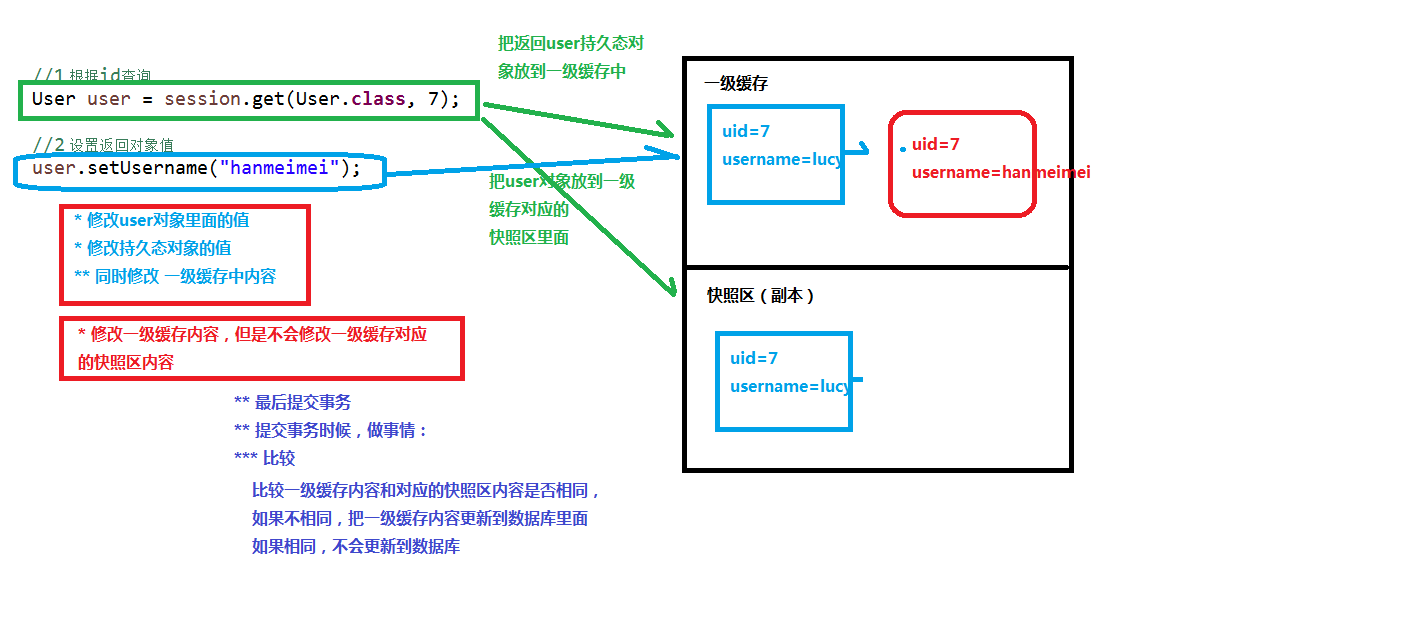 //1 根据id查询
User user = session.get(User.class, 7);
//2 设置返回对象值
user.setUsername("hanmeimei");
* 修改user对象里面的值
* 修改持久态对象的值
** 同时修改 一级缓存中内容
* 修改一级缓存内容，但是不会修改一级缓存对应
的快照区内容
** 最后提交事务
** 提交事务时候，做事情：
*** 比较
比较一级缓存内容和对应的快照区内容是否相同，
如果不相同，把一级缓存内容更新到数据库里面
如果相同，不会更新到数据库
把返回user持久态对
象放到一级缓存中
把user对象放到一级
缓存对应的
快照区里面
一级缓存
uid=7
username=lucy
uid=7
username=hanmeimei
快照区（副本）
uid=7
username=lucy